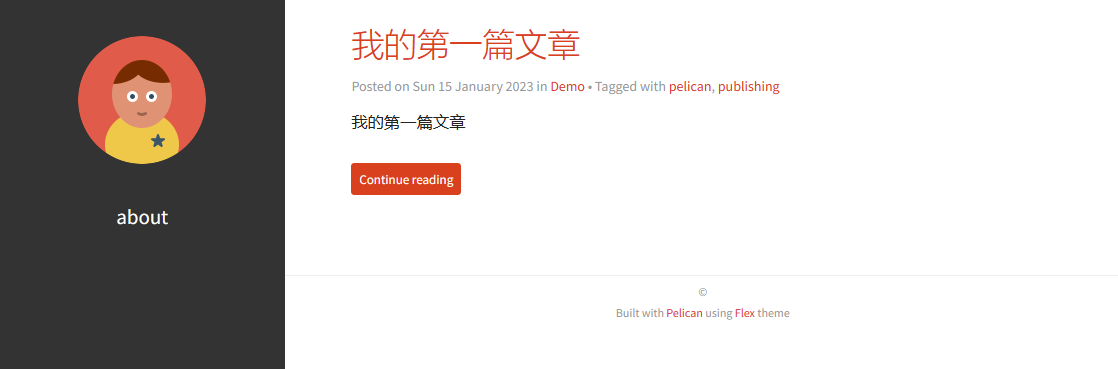 about
我的第一篇文章
Posted on Sun 15 January 2023 in Demo • Tagged with pelican, publishing
我的第一篇文章
Continue reading
©
Built with Pelican using Flex theme